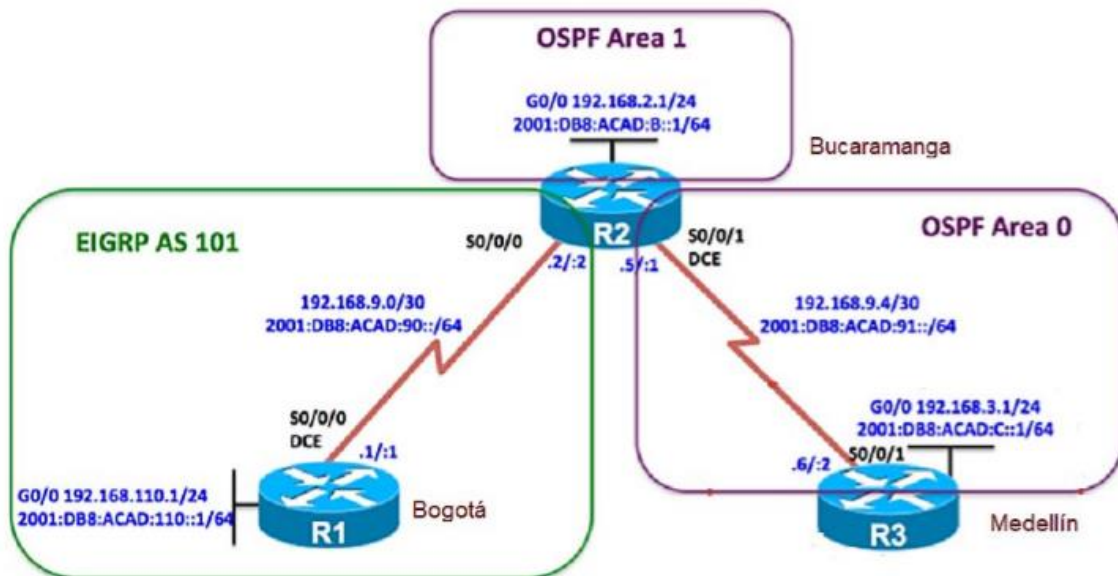 OSPF Area 1
G0/0 192.168.2.1/24
2001:DB8:ACAD:B::1/64
Bucaramanga
R2
EIGRP AS 101
S0/0/0
.2/:2
.5/:1
S0/0/1
DCE
OSPF Area 0
192.168.9.0/30
2001:DB8:ACAD:90::/64
192.168.9.4/30
2001:DB8:ACAD:91::/64
S0/0/0
DCE
.1/:1
G0/0 192.168.110.1/24
2001:DB8:ACAD:110::1/64
R1
Bogotá
G0/0 192.168.3.1/24
2001:DB8:ACAD:C::1/64
.6/:2
S0/0/1
R3
Medellín